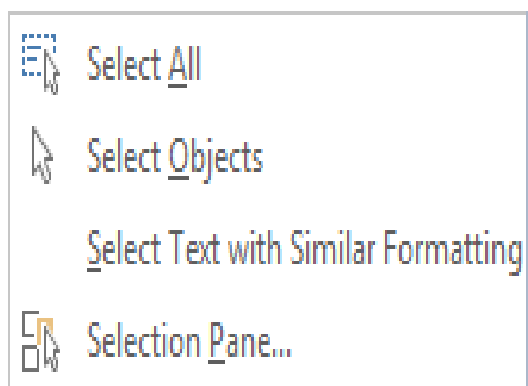 Select All
Select Objects
Select Text with Similar Formatting
Selection Pane...